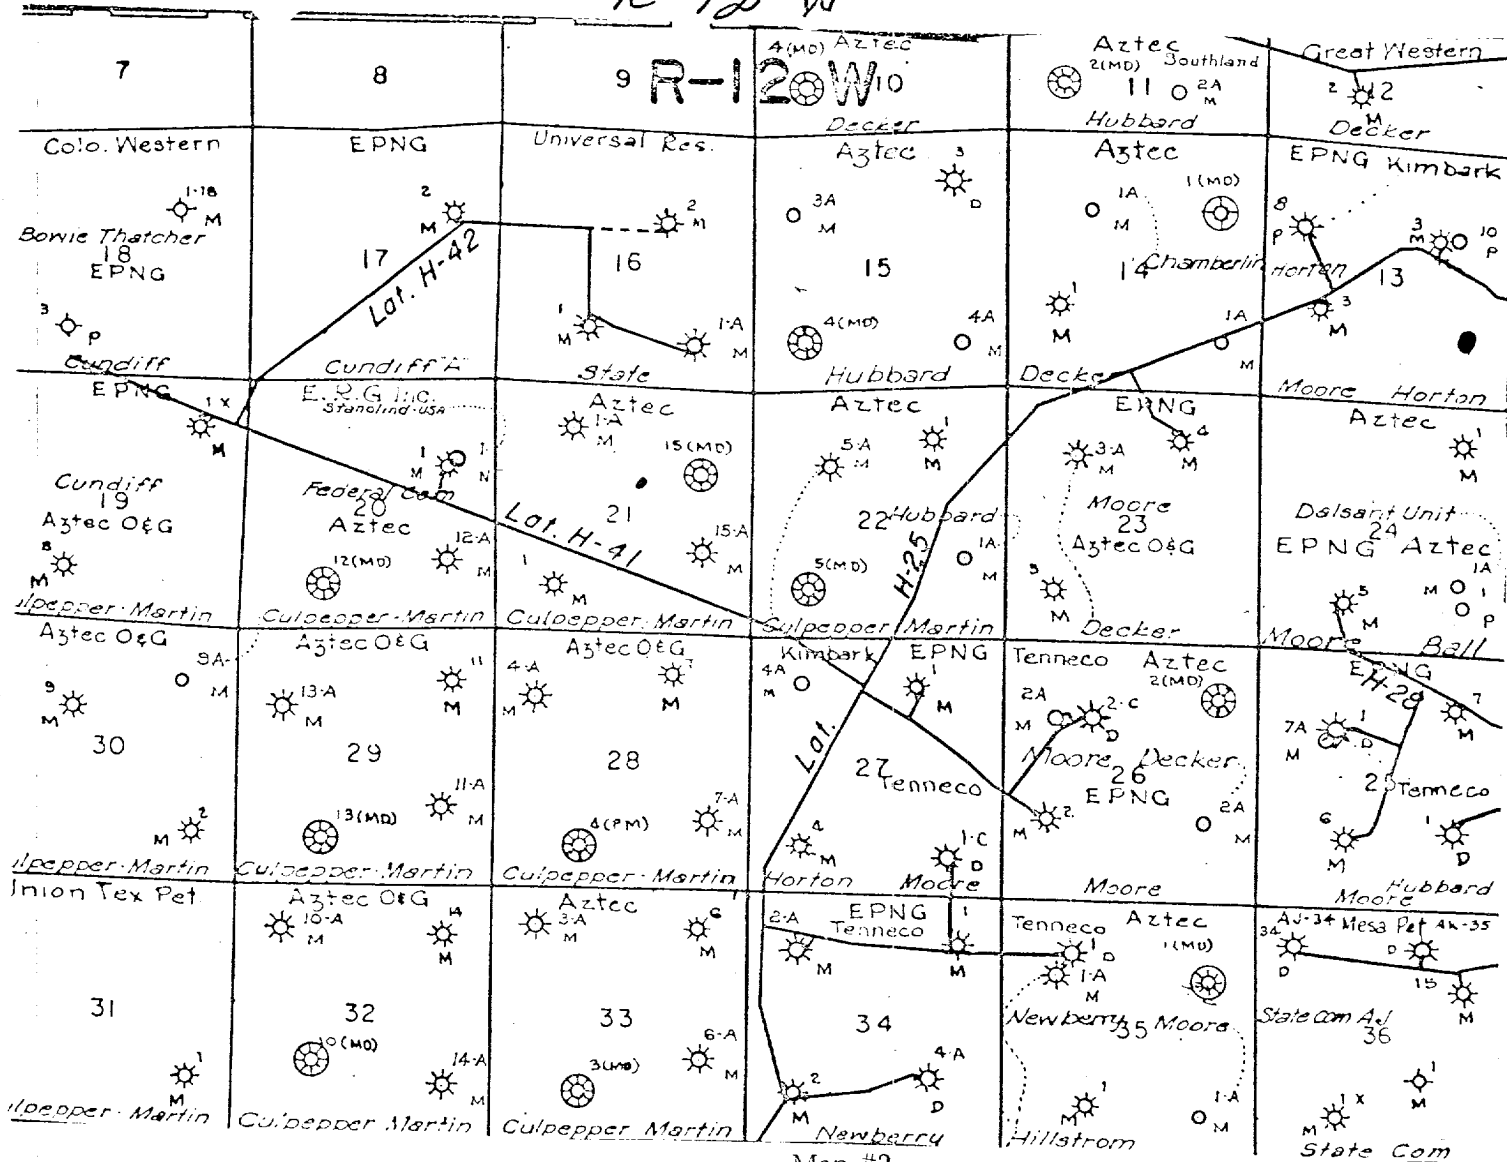 R-12 W
7
8
9 R-12 W
4(MD) Aztec
10
Decker
Aztec
2(MD) Southland
11 2A
M
Hubbard
Great Western
2 12
M
Decker
Colo. Western
1-18
M
Bowie Thatcher
18
EPNG
3
P
Cundiff
EPNG
2
M
17
Lat. H-42
Cundiff "A"
Universal Res.
2
M
16
1
M
1-A
M
State
Aztec
3
D
3A
M
15
4(MD)
4A
M
Hubbard
Aztec
1A
M
1(MD)
14 Chamberlin
1
M
1A
M
Decker
EPNG Kimbark
8
P
3
M
10
P
Horton 13
3
M
Moore Horton
EPNG
1 X
M
Cundiff
19
Aztec O&G
8
M
lpepper-Martin
E.R.G Inc.
Stanolind-USA
1
M
1-
N
Federal Com
20
Aztec
12(MD)
12-A
M
Culpepper-Martin
Aztec
1-A
M
15(MD)
21
Lat. H-41
15-A
M
1
M
Culpepper-Martin
Aztec
5-A
M
1
M
22 Hubbard
H-25
1A
M
5(MD)
Culpepper Martin
EPNG
3-A
M
4
M
Moore
23
Aztec O&G
5
M
Decker
Aztec
1
M
Dalsant Unit
24
EPNG Aztec
1A
M
1
P
5
M
Moore Ball
Aztec O&G
9A
M
9
M
30
2
M
lpepper-Martin
Aztec O&G
11
M
13-A
M
29
11-A
M
13(MD)
Culpepper-Martin
Aztec O&G
4-A
M
7
M
28
4(PM)
7-A
M
Culpepper-Martin
Kimbark EPNG
4A
M
1
M
Lat.
27
Tenneco
4
M
1-C
D
Horton Moore
Tenneco Aztec
2(MD)
2A
M
2-C
D
Moore Decker
26
EPNG
2
M
2A
M
Moore
EPNG
H-28
7
M
7A
M
1
D
25 Tenneco
6
M
1
D
Moore Hubbard
Union Tex Pet.
31
1
M
lpepper-Martin
Aztec O&G
10-A
M
14
M
32
10(MD)
14-A
M
Culpepper Martin
Aztec
3-A
M
6
M
33
3(MD)
6-A
M
Culpepper Martin
2-A
M
EPNG
Tenneco
1
M
34
2
M
4-A
D
Newberry
Tenneco Aztec
1
D
1(MD)
1-A
M
Newberry 35 Moore
1
M
1-A
M
Hillstrom
AJ-34 Mesa Pet AK-35
34
D
D
15
M
State Com AJ
36
1
M
1 X
M
State Com
Map #2